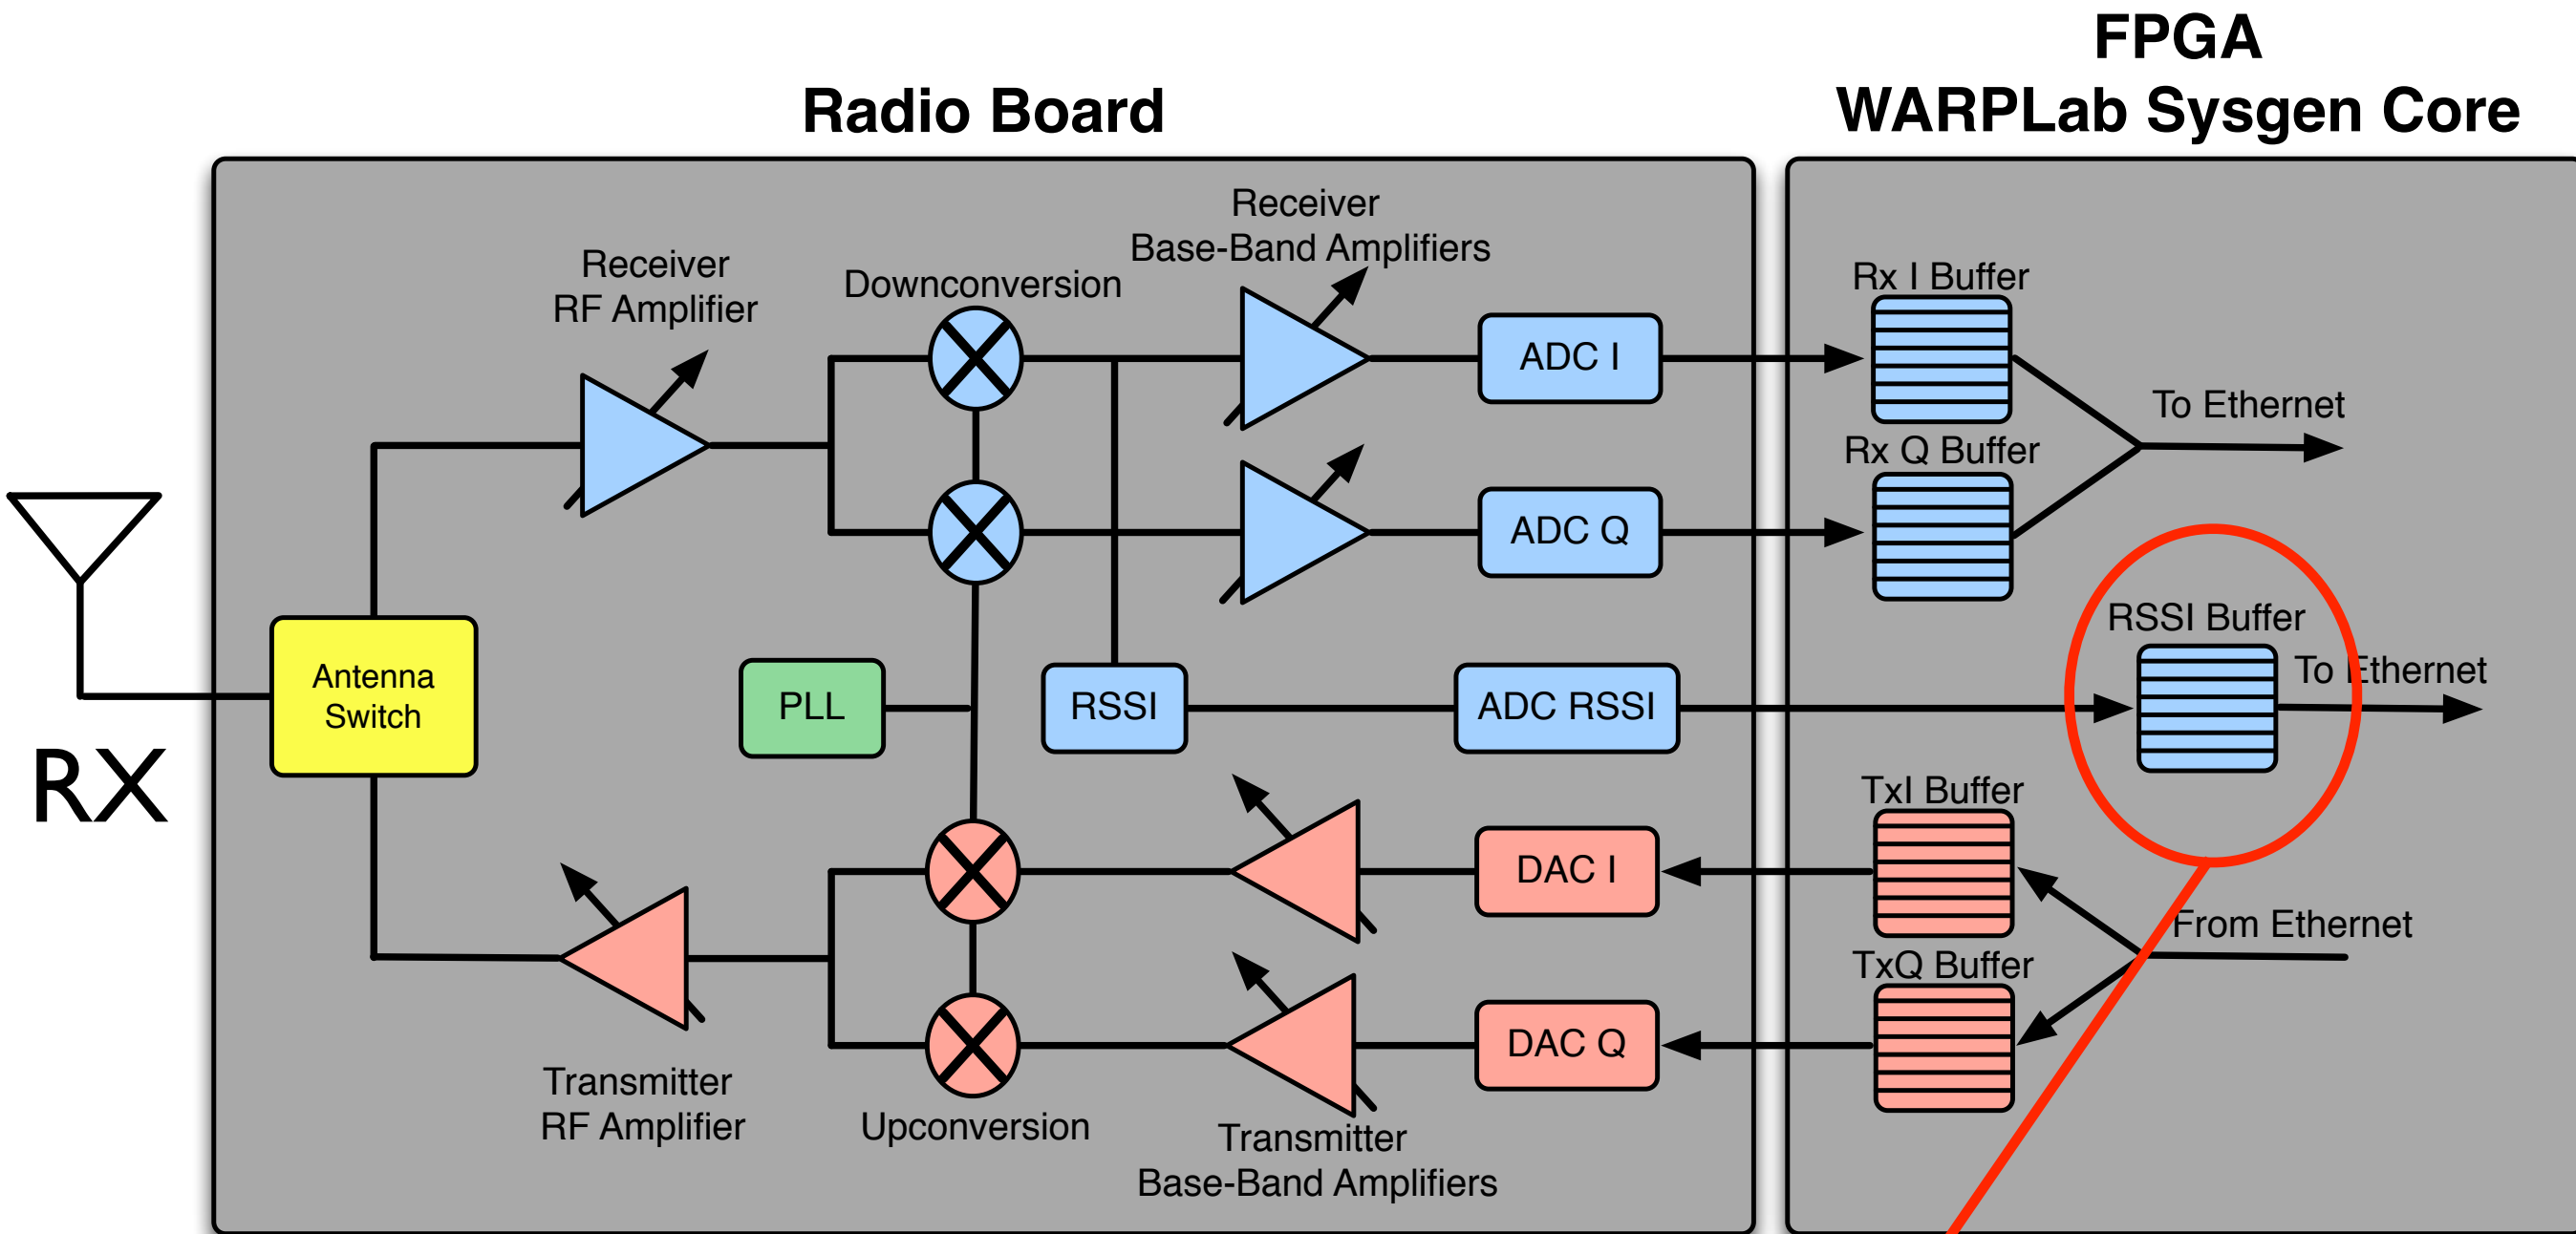 FPGA
WARPLab Sysgen Core
Radio Board
Receiver
Base-Band Amplifiers
Receiver
RF Amplifier
Downconversion
Rx I Buffer
ADC I
To Ethernet
Rx Q Buffer
ADC Q
RSSI Buffer
To Ethernet
Antenna
Switch
PLL
RSSI
ADC RSSI
RX
TxI Buffer
DAC I
From Ethernet
TxQ Buffer
DAC Q
Transmitter
RF Amplifier
Upconversion
Transmitter
Base-Band Amplifiers